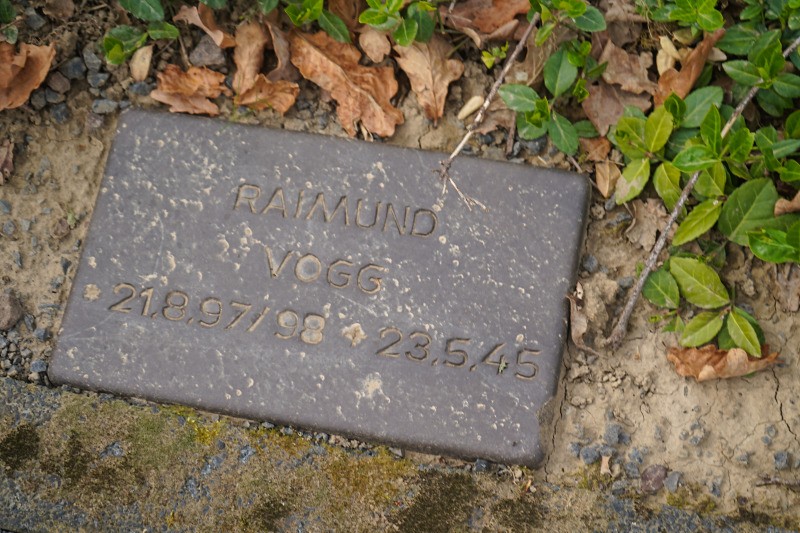 RAIMUND
VOGG
* 21.8.97/98 + 23.5.45